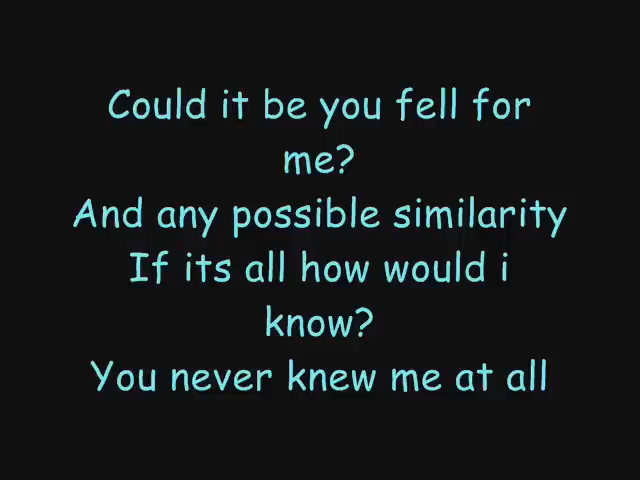 Could it be you fell for
me?
And any possible similarity
If its all how would i
know?
You never knew me at all